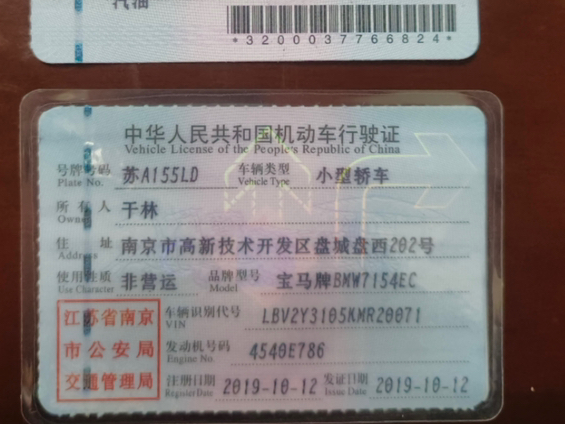 汽油
*320003776 6824*
中华人民共和国机动车行驶证
Vehicle License of the People's Republic of China
号牌号码 苏A155LD 车辆类型 小型轿车
Plate No. Vehicle Type
所有人 于林
Owner
住址 南京市高新技术开发区盘城盘西202号
Address
使用性质 非营运 品牌型号 宝马牌BMW7154EC
Use Character Model
江苏省南京 车辆识别代号 LBV2Y3105KMR20071
VIN
市公安局 发动机号码 4540E786
Engine No.
交通管理局 注册日期 2019-10-12 发证日期 2019-10-12
Register Date Issue Date